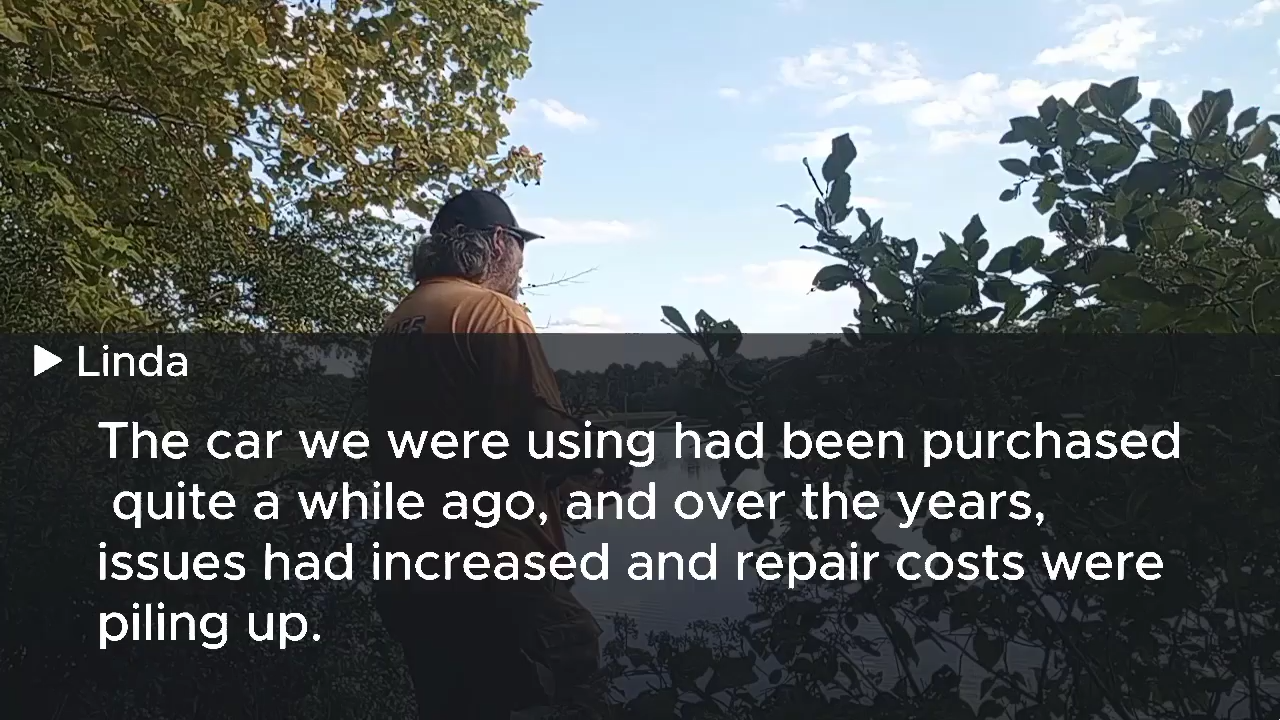 Linda
The car we were using had been purchased
quite a while ago, and over the years,
issues had increased and repair costs were
piling up.